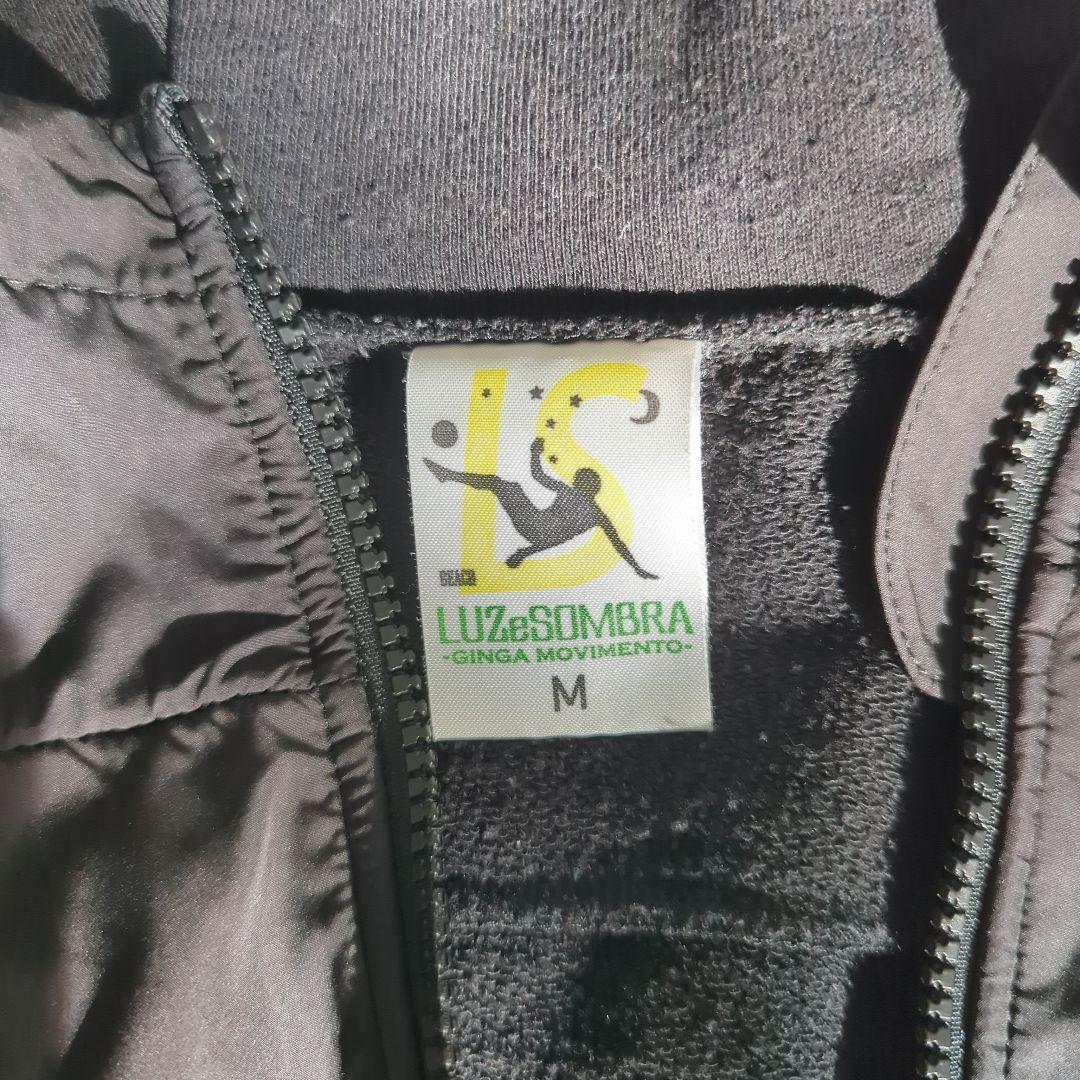 LS
BEACH
LUZeSOMBRA
-GINGA MOVIMENTO-
M